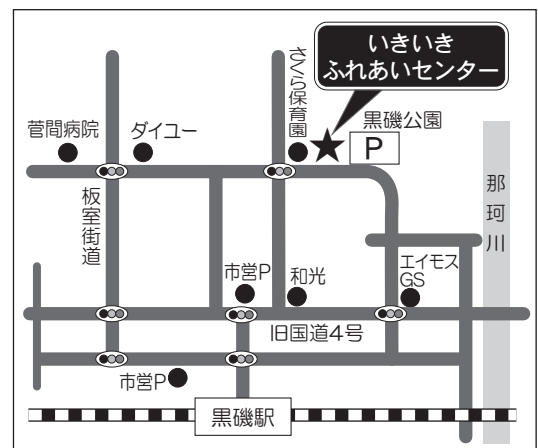 いきいき
ふれあいセンター
さくら保育園
黒磯公園
P
菅間病院
ダイユー
板室街道
那珂川
市営P
和光
エイモス
GS
旧国道4号
市営P
黒磯駅